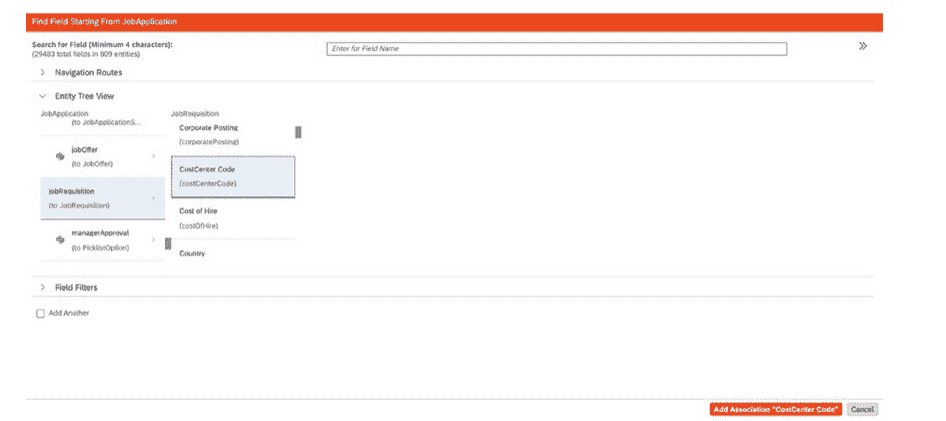 Find Field Starting From JobApplication
Search for Field (Minimum 4 characters):
(29483 total fields in 809 entities)
Enter for Field Name
Navigation Routes
Entity Tree View
JobApplication
(to JobApplicationS...
jobOffer
(to JobOffer)
jobRequisition
(to JobRequisition)
managerApproval
(to PicklistOption)
JobRequisition
Corporate Posting
(corporatePosting)
CostCenter Code
(costCenterCode)
Cost of Hire
(costOfHire)
Country
Field Filters
Add Another
Add Association "CostCenter Code"
Cancel